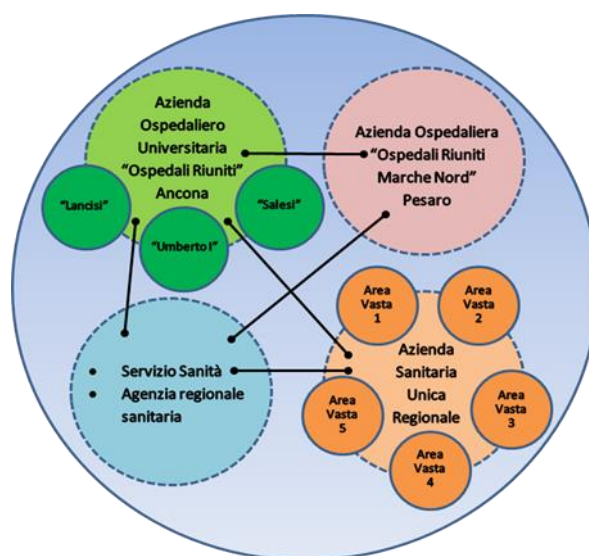 Azienda
Ospedaliero
Universitaria
"Ospedali Riuniti"
Ancona
"Lancisi"
"Umberto I"
"Salesi"
Azienda Ospedaliera
"Ospedali Riuniti
Marche Nord"
Pesaro
• Servizio Sanità
• Agenzia regionale
sanitaria
Azienda
Sanitaria
Unica
Regionale
Area
Vasta
1
Area
Vasta
2
Area
Vasta
3
Area
Vasta
4
Area
Vasta
5